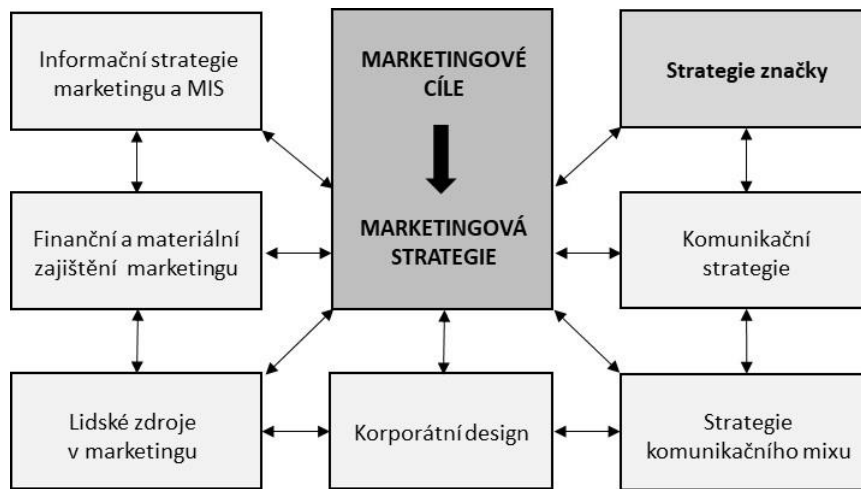 Informační strategie
marketingu a MIS
MARKETINGOVÉ
CÍLE
Strategie značky
Finanční a materiální
zajištění marketingu
MARKETINGOVÁ
STRATEGIE
Komunikační
strategie
Lidské zdroje
v marketingu
Korporátní design
Strategie
komunikačního mixu